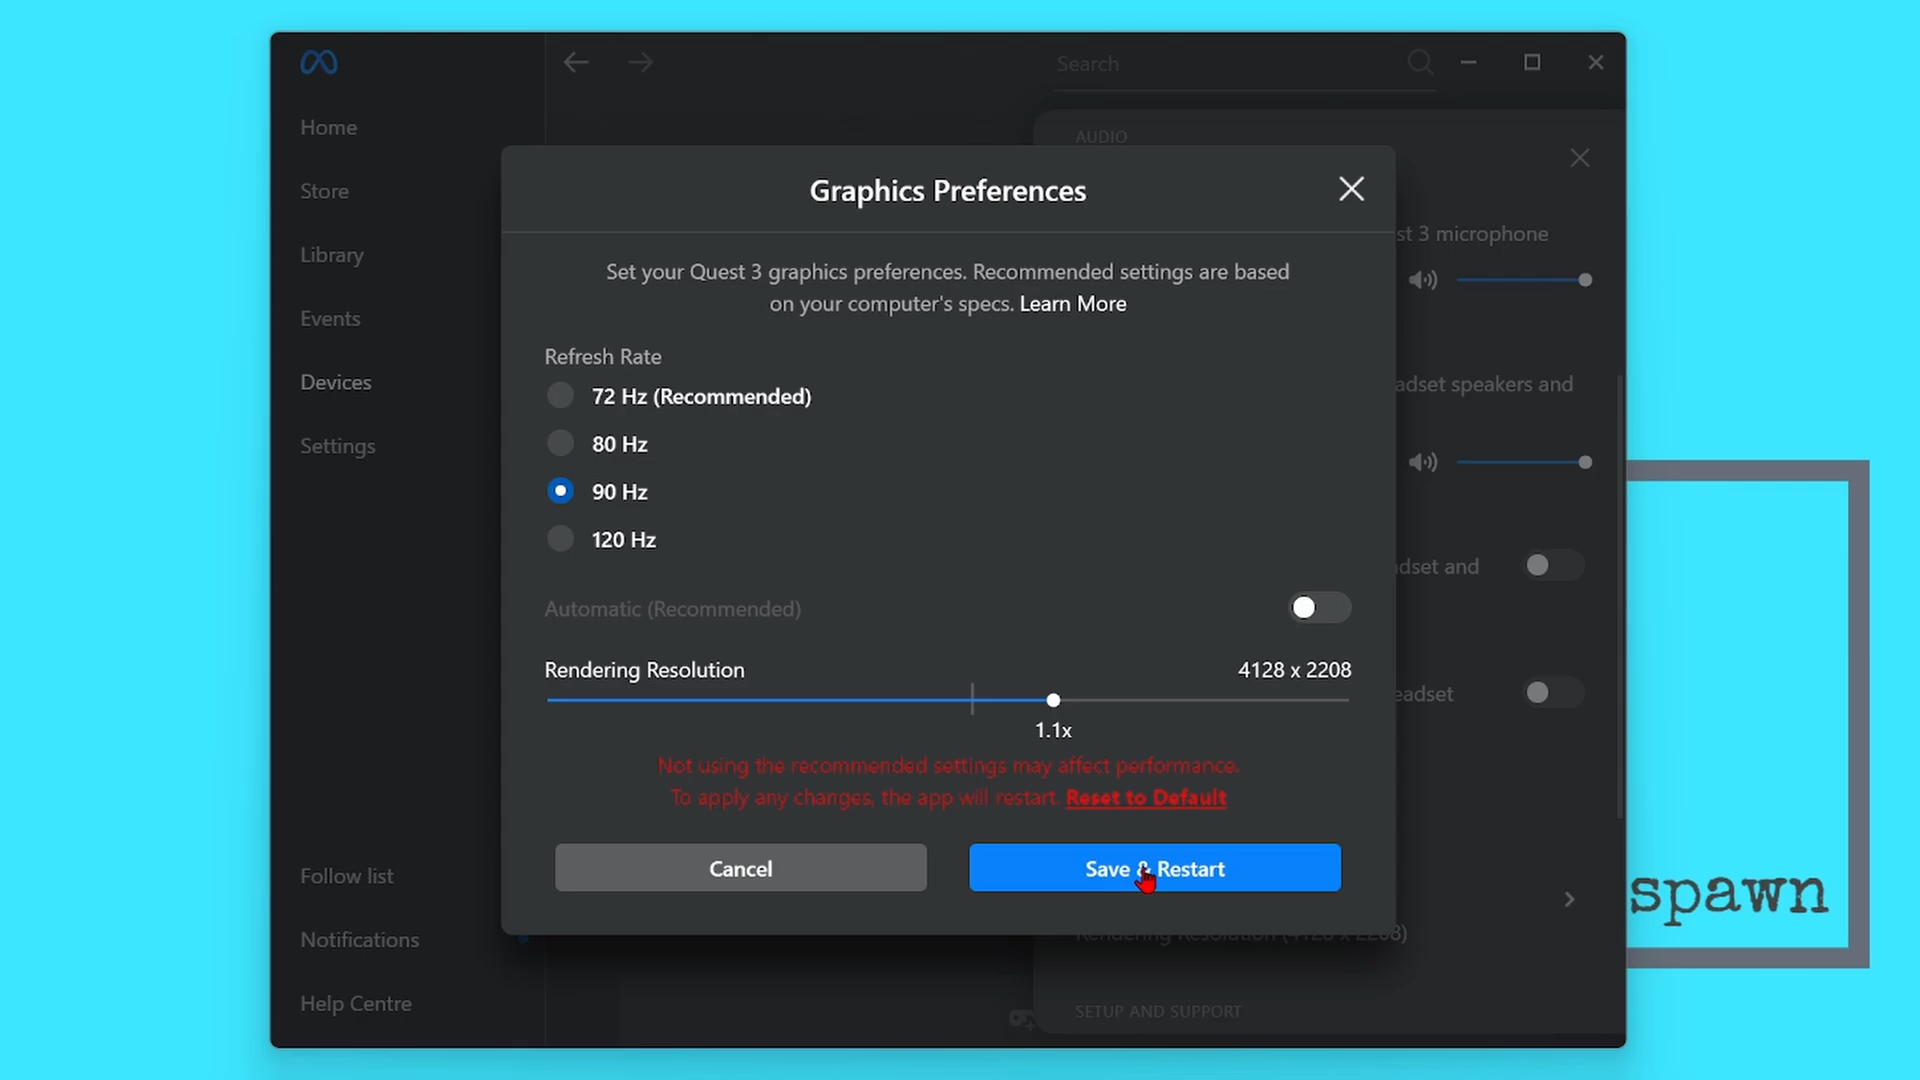 Search
Home
AUDIO
Graphics Preferences
Store
st 3 microphone
Library
Set your Quest 3 graphics preferences. Recommended settings are based
on your computer's specs. Learn More
Events
Refresh Rate
Devices
adset speakers and
72 Hz (Recommended)
80 Hz
Settings
90 Hz
120 Hz
dset and
Automatic (Recommended)
Rendering Resolution
4128 x 2208
eadset
1.1x
Not using the recommended settings may affect performance.
To apply any changes, the app will restart. Reset to Default
Cancel
Save & Restart
Follow list
spawn
Notifications
Rendering Resolution (4128 x 2208)
Help Centre
SETUP AND SUPPORT